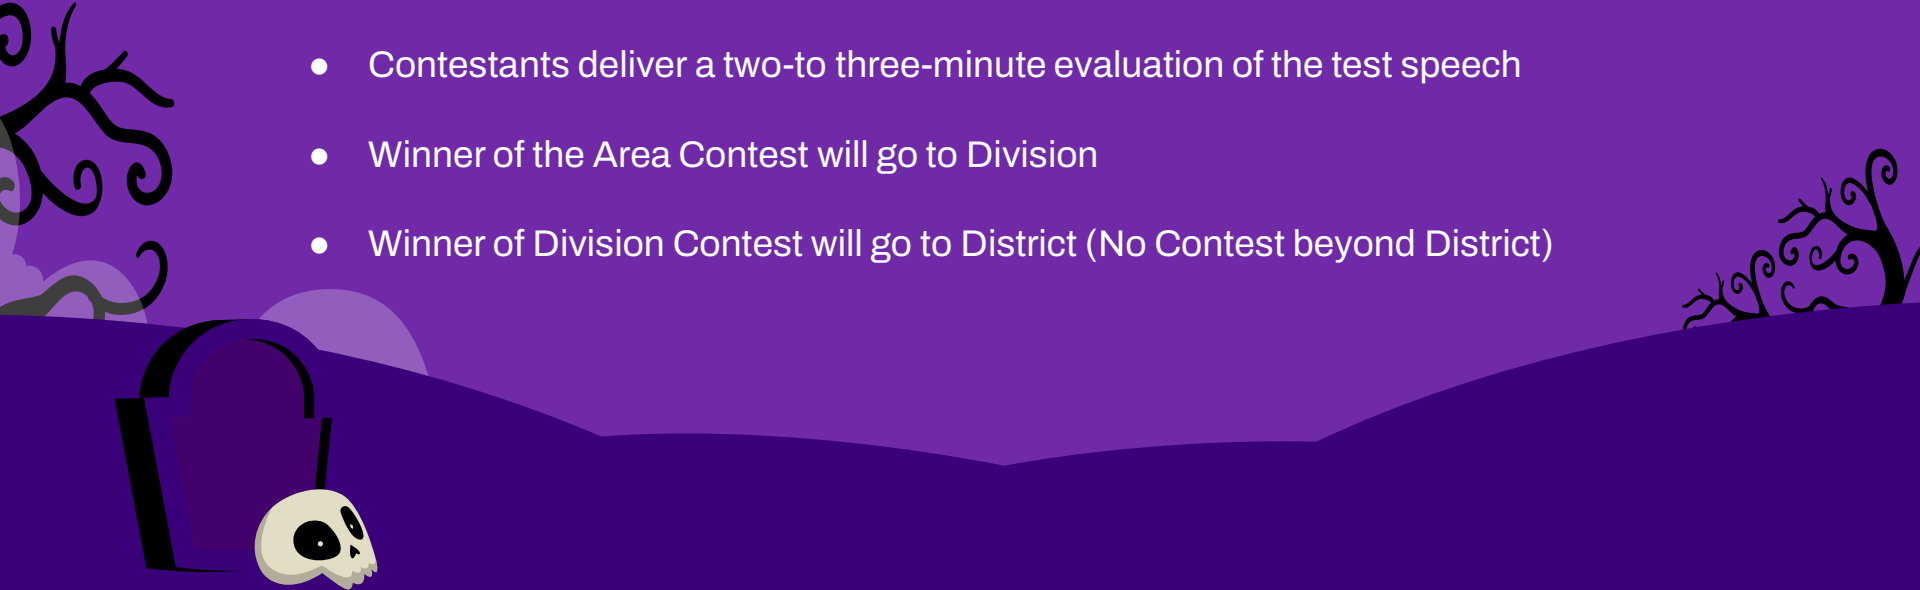 ● Contestants deliver a two-to three-minute evaluation of the test speech
● Winner of the Area Contest will go to Division
● Winner of Division Contest will go to District (No Contest beyond District)